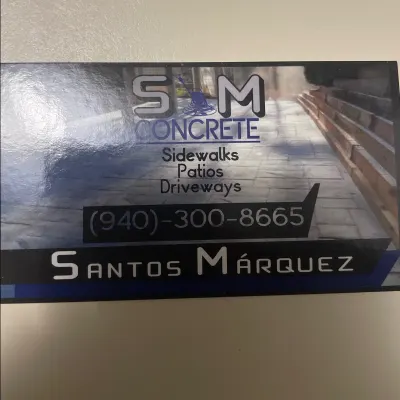 S M
CONCRETE
Sidewalks
Patios
Driveways
(940)-300-8665
SANTOS MÁRQUEZ